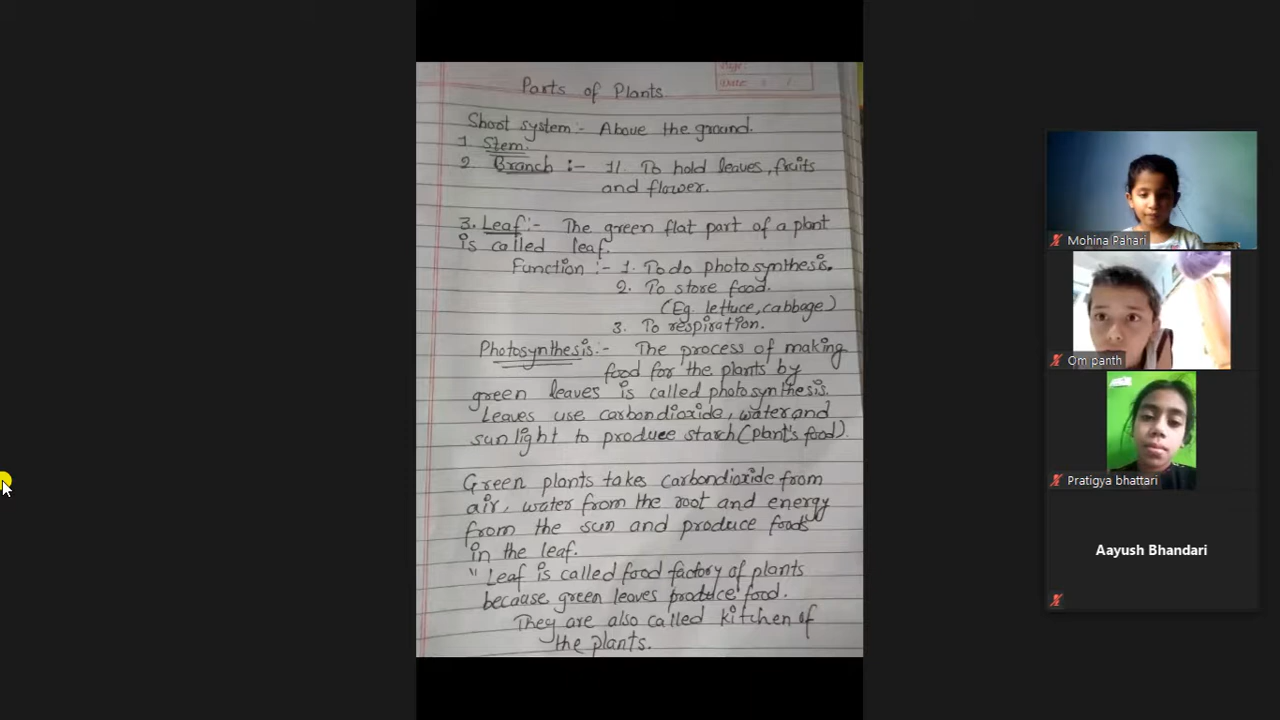 Page:
Date: / /
Parts of Plants
Shoot system:- Above the ground.
1 Stem.
2 Branch :- 1/. To hold leaves, fruits
and flower.
3. Leaf:- The green flat part of a plant
is called leaf.
Function :- 1. To do photosynthesis.
2. To store food.
(Eg. lettuce, cabbage)
3. To respiration.
Photosynthesis:- The process of making
food for the plants by
green leaves is called photosynthesis.
Leaves use carbondioxide, water and
sunlight to produce starch (plant's food).
Green plants takes carbondioxide from
air, water from the root and energy
from the sun and produce foods
in the leaf.
" Leaf is called food factory of plants
because green leaves produce food.
They are also called kitchen of
the plants.
Mohina Pahari
Om panth
Pratigya bhattari
Aayush Bhandari